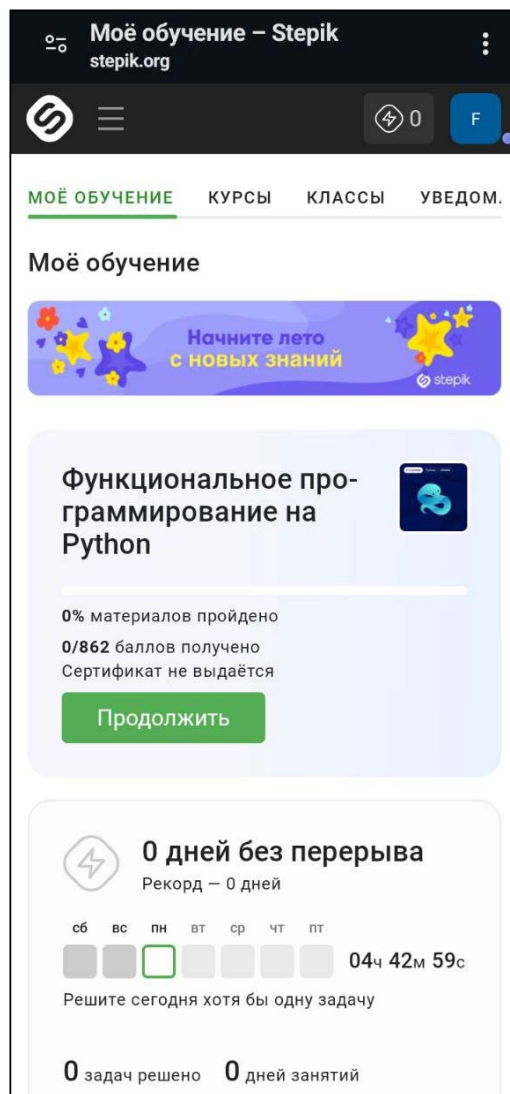 Моё обучение – Stepik
stepik.org
0
F
МОЁ ОБУЧЕНИЕ КУРСЫ КЛАССЫ УВЕДОМ.
Моё обучение
Начните лето
с новых знаний
stepik
Функциональное про-
граммирование на
Python
0% материалов пройдено
0/862 баллов получено
Сертификат не выдаётся
Продолжить
0 дней без перерыва
Рекорд — 0 дней
сб вс пн вт ср чт пт
04ч 42м 59с
Решите сегодня хотя бы одну задачу
0 задач решено 0 дней занятий